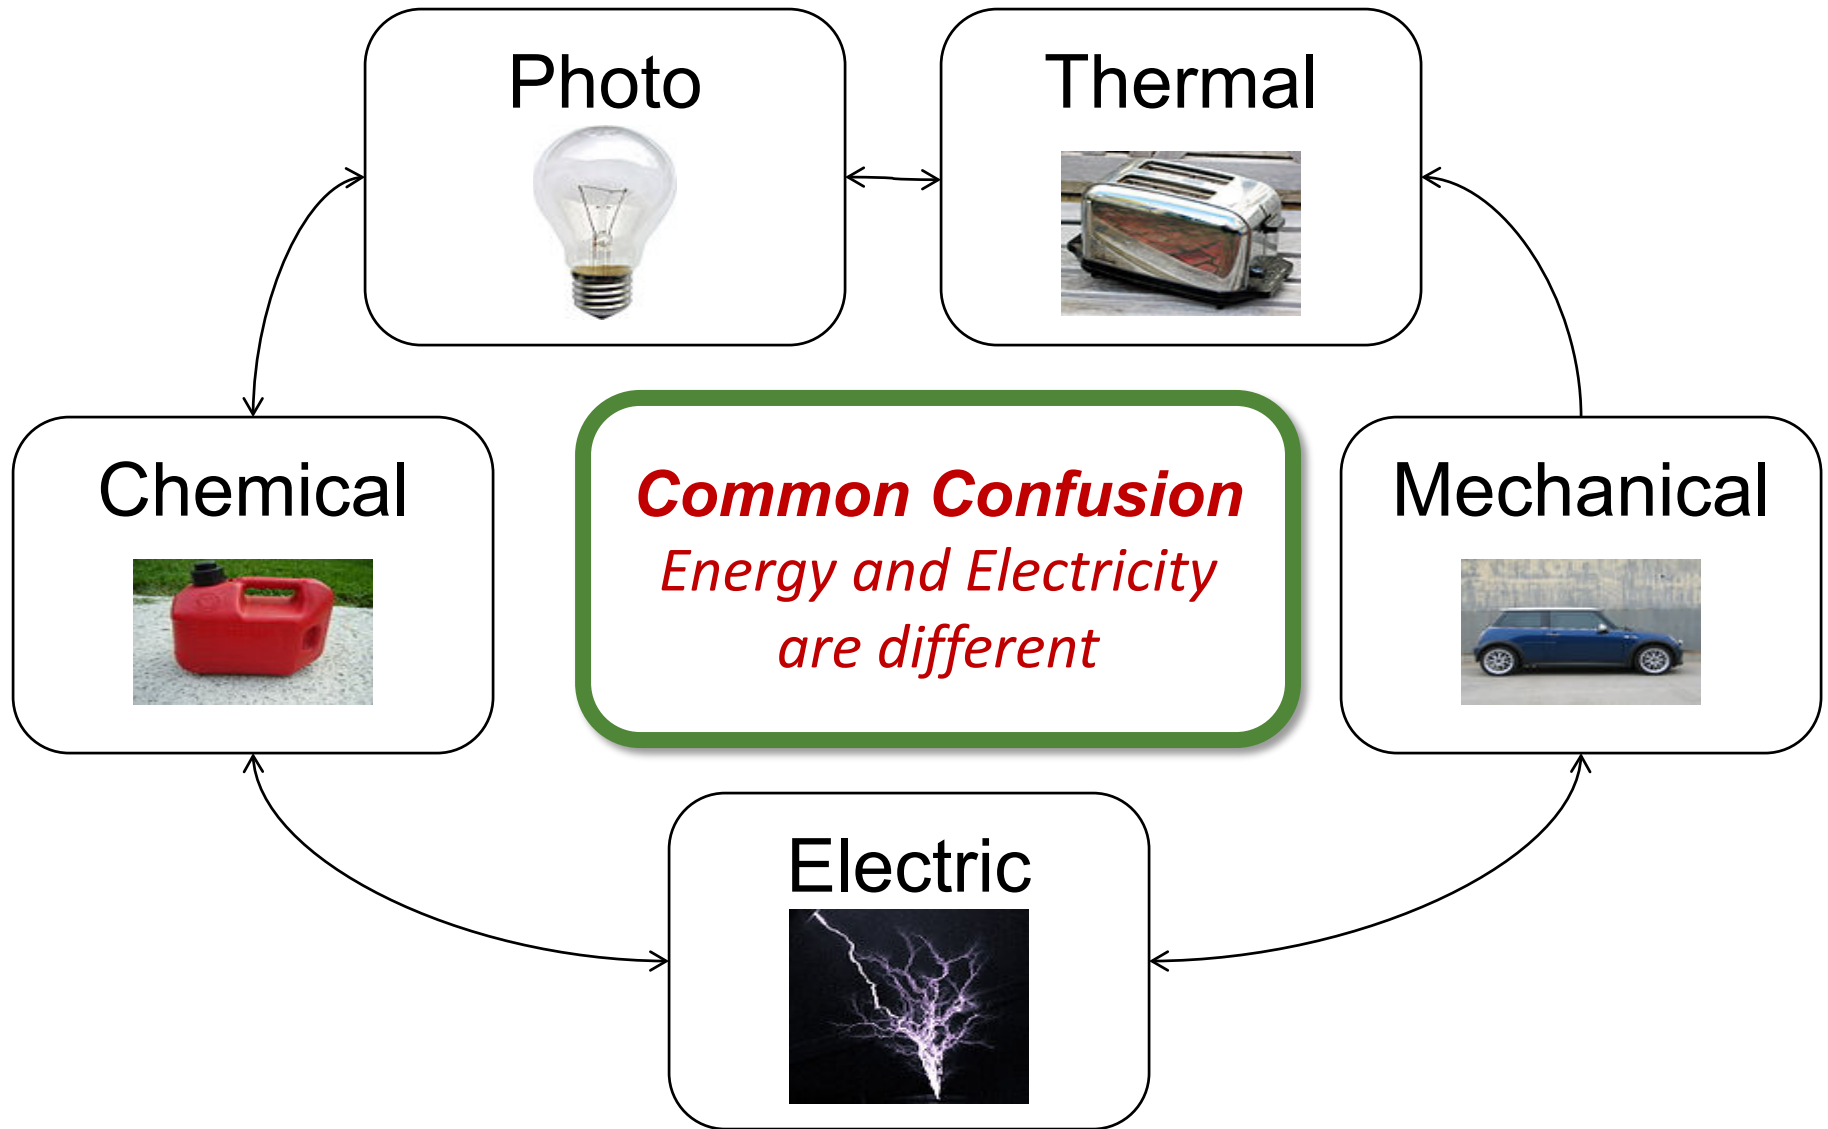 Photo
Thermal
Chemical
Common Confusion
Energy and Electricity
are different
Mechanical
Electric